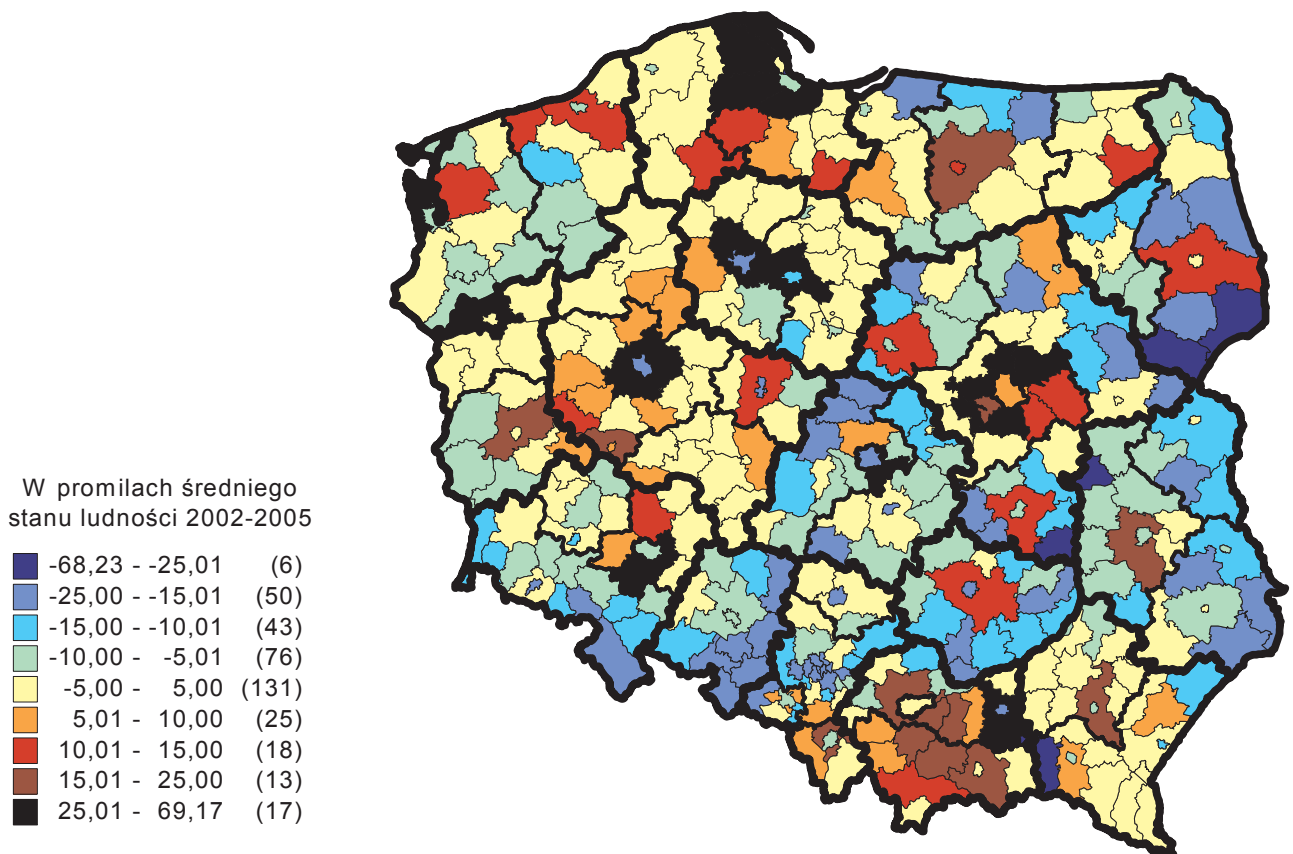 W promilach średniego
stanu ludności 2002-2005
-68,23 - -25,01 (6)
-25,00 - -15,01 (50)
-15,00 - -10,01 (43)
-10,00 - -5,01 (76)
-5,00 - 5,00 (131)
5,01 - 10,00 (25)
10,01 - 15,00 (18)
15,01 - 25,00 (13)
25,01 - 69,17 (17)